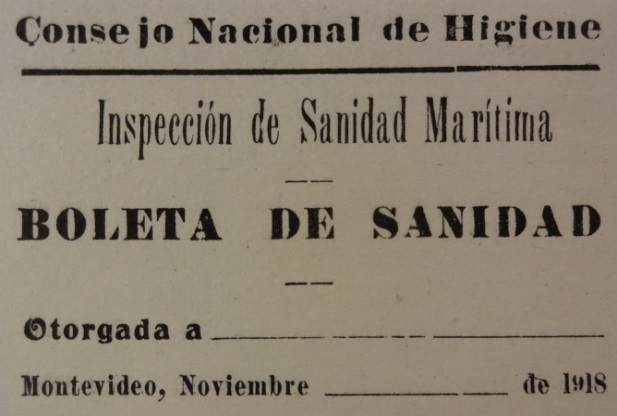 Consejo Nacional de Higiene
Inspección de Sanidad Marítima
BOLETA DE SANIDAD
Otorgada a
Montevideo, Noviembre de 1918